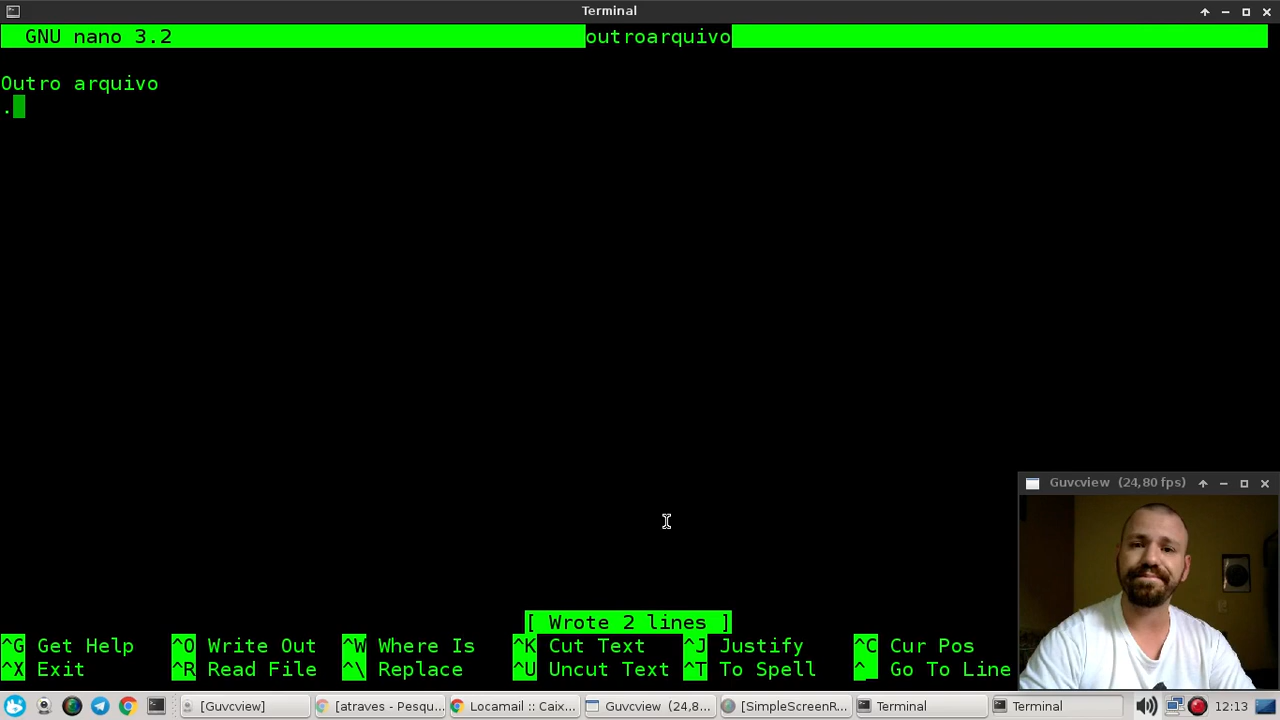 Terminal
GNU nano 3.2 outroarquivo
Outro arquivo
.
Guvcview (24,80 fps)
[ Wrote 2 lines ]
^G Get Help ^O Write Out ^W Where Is ^K Cut Text ^J Justify ^C Cur Pos
^X Exit ^R Read File ^\ Replace ^U Uncut Text ^T To Spell ^_ Go To Line
[Guvcview] [atraves - Pesqu... Locamail :: Caix... Guvcview (24,8... [SimpleScreenR... Terminal Terminal 12:13